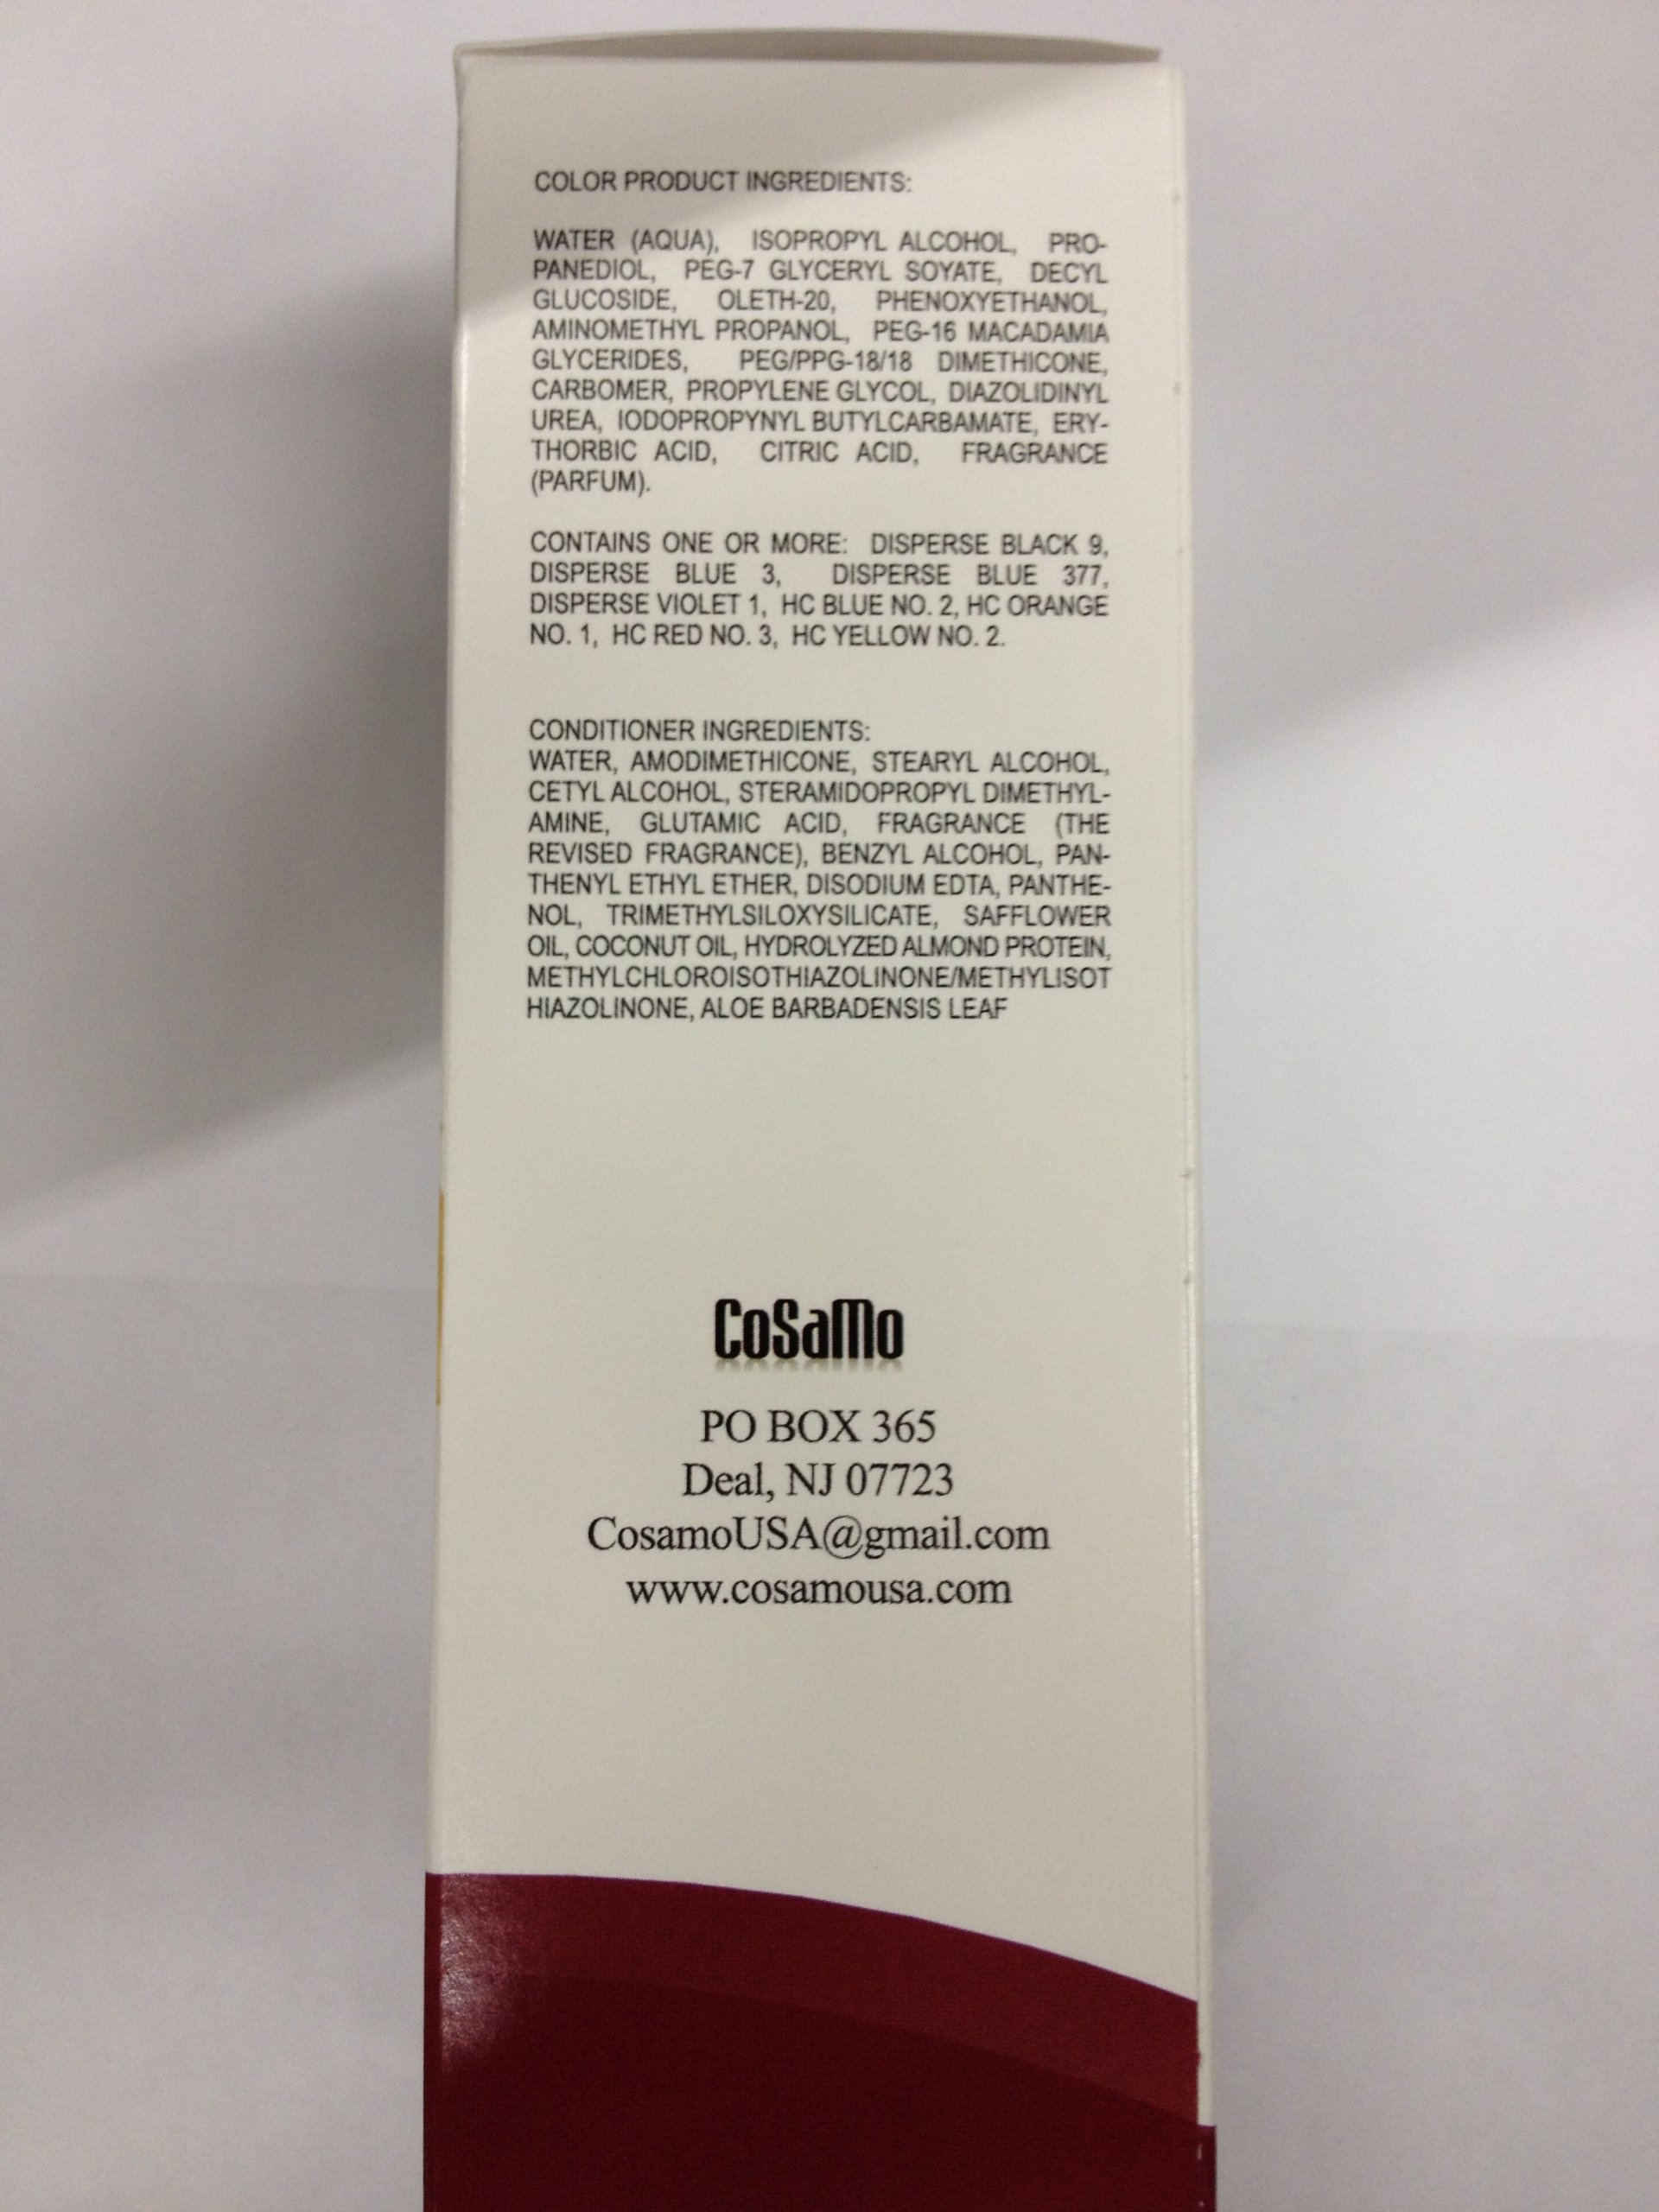 COLOR PRODUCT INGREDIENTS:
WATER (AQUA), ISOPROPYL ALCOHOL, PRO-
PANEDIOL, PEG-7 GLYCERYL SOYATE, DECYL
GLUCOSIDE, OLETH-20, PHENOXYETHANOL,
AMINOMETHYL PROPANOL, PEG-16 MACADAMIA
GLYCERIDES, PEG/PPG-18/18 DIMETHICONE,
CARBOMER, PROPYLENE GLYCOL, DIAZOLIDINYL
UREA, IODOPROPYNYL BUTYLCARBAMATE, ERY-
THORBIC ACID, CITRIC ACID, FRAGRANCE
(PARFUM).
CONTAINS ONE OR MORE: DISPERSE BLACK 9,
DISPERSE BLUE 3, DISPERSE BLUE 377,
DISPERSE VIOLET 1, HC BLUE NO. 2, HC ORANGE
NO. 1, HC RED NO. 3, HC YELLOW NO. 2.
CONDITIONER INGREDIENTS:
WATER, AMODIMETHICONE, STEARYL ALCOHOL,
CETYL ALCOHOL, STERAMIDOPROPYL DIMETHYL-
AMINE, GLUTAMIC ACID, FRAGRANCE (THE
REVISED FRAGRANCE), BENZYL ALCOHOL, PAN-
THENYL ETHYL ETHER, DISODIUM EDTA, PANTHE-
NOL, TRIMETHYLSILOXYSILICATE, SAFFLOWER
OIL, COCONUT OIL, HYDROLYZED ALMOND PROTEIN,
METHYLCHLOROISOTHIAZOLINONE/METHYLISOT
HIAZOLINONE, ALOE BARBADENSIS LEAF
CoSaMo
PO BOX 365
Deal, NJ 07723
CosamoUSA@gmail.com
www.cosamousa.com